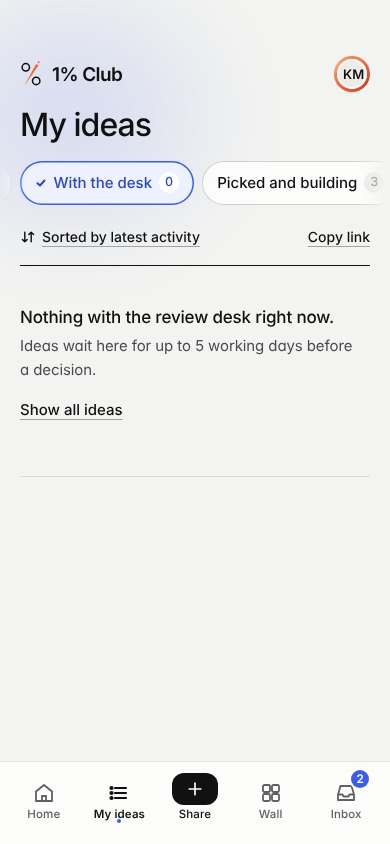 1% Club
KM
My ideas
With the desk 0
Picked and building 3
Sorted by latest activity
Copy link
Nothing with the review desk right now.
Ideas wait here for up to 5 working days before
a decision.
Show all ideas
2
Home
My ideas
Share
Wall
Inbox